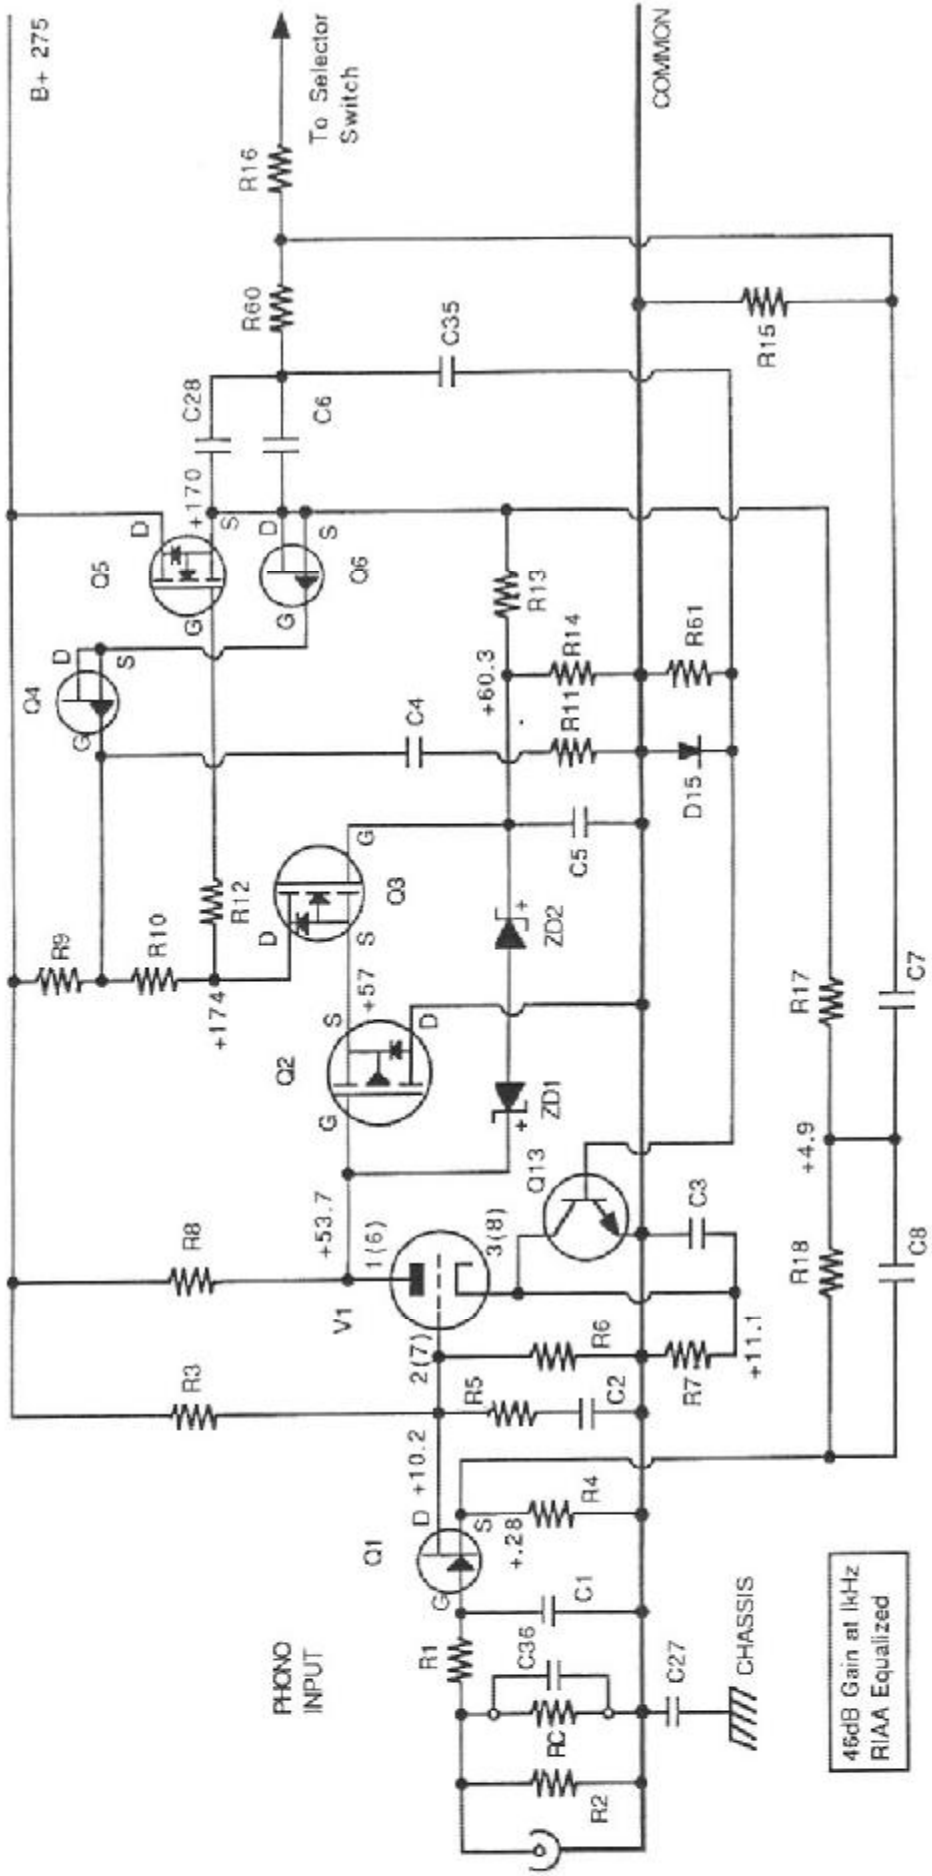 B+ 275
To Selector
Switch
R16
COMMON
R60
C35
R15
C28
C6
+170
D
S
Q5
G
D
S
Q6
G
R13
D
S
Q4
G
+60.3
R14
R61
C4
R11
D15
R9
R10
R12
+174
D
G
Q3
S
C5
ZD2
+
+57
S
D
Q2
G
ZD1
+
R17
C7
+4.9
Q13
+53.7
R8
V1
1(6)
3(8)
2(7)
C3
R18
C8
R3
R6
R7
+11.1
R5
C2
+10.2
D
S
Q1
G
+.28
R4
C1
R1
C36
RC
R2
C27
CHASSIS
PHONO
INPUT
46dB Gain at 1kHz
RIAA Equalized